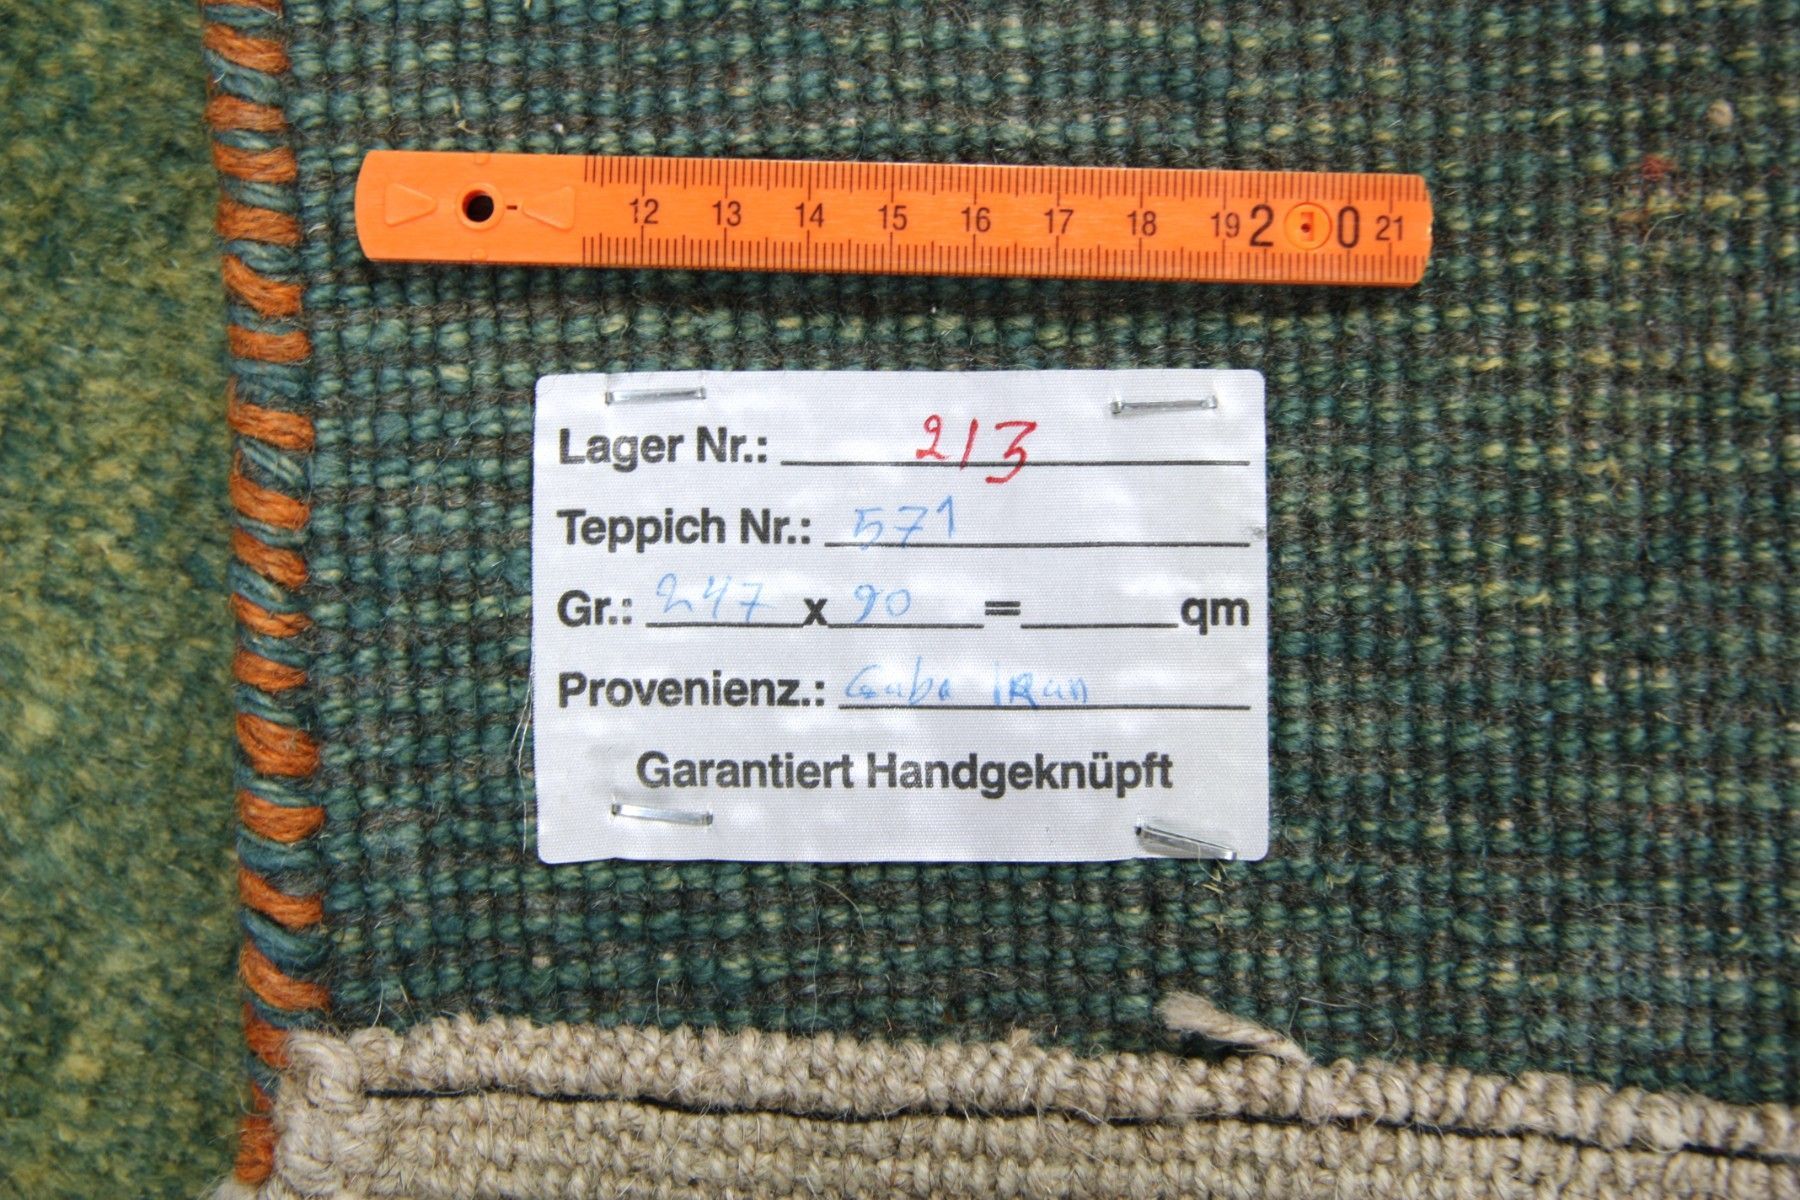 12 13 14 15 16 17 18 19 20 21
Lager Nr.: 213
Teppich Nr.: 571
Gr.: 247 x 90 = qm
Provenienz.: Gaba Iran
Garantiert Handgeknüpft